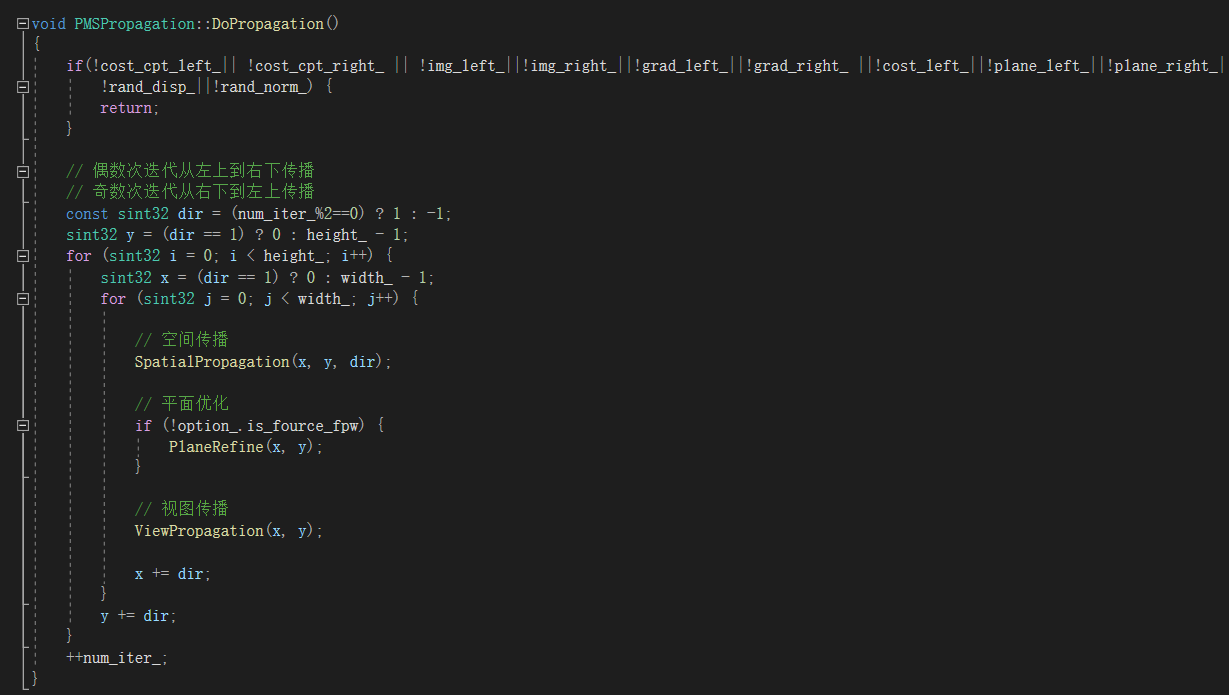 void PMSPropagation::DoPropagation()
{
if(!cost_cpt_left_|| !cost_cpt_right_ || !img_left_||!img_right_||!grad_left_||!grad_right_ ||!cost_left_||!plane_left_||!plane_right_|
!rand_disp_||!rand_norm_) {
return;
}
// 偶数次迭代从左上到右下传播
// 奇数次迭代从右下到左上传播
const sint32 dir = (num_iter_%2==0) ? 1 : -1;
sint32 y = (dir == 1) ? 0 : height_ - 1;
for (sint32 i = 0; i < height_; i++) {
sint32 x = (dir == 1) ? 0 : width_ - 1;
for (sint32 j = 0; j < width_; j++) {
// 空间传播
SpatialPropagation(x, y, dir);
// 平面优化
if (!option_.is_fource_fpw) {
PlaneRefine(x, y);
}
// 视图传播
ViewPropagation(x, y);
x += dir;
}
y += dir;
}
++num_iter_;
}